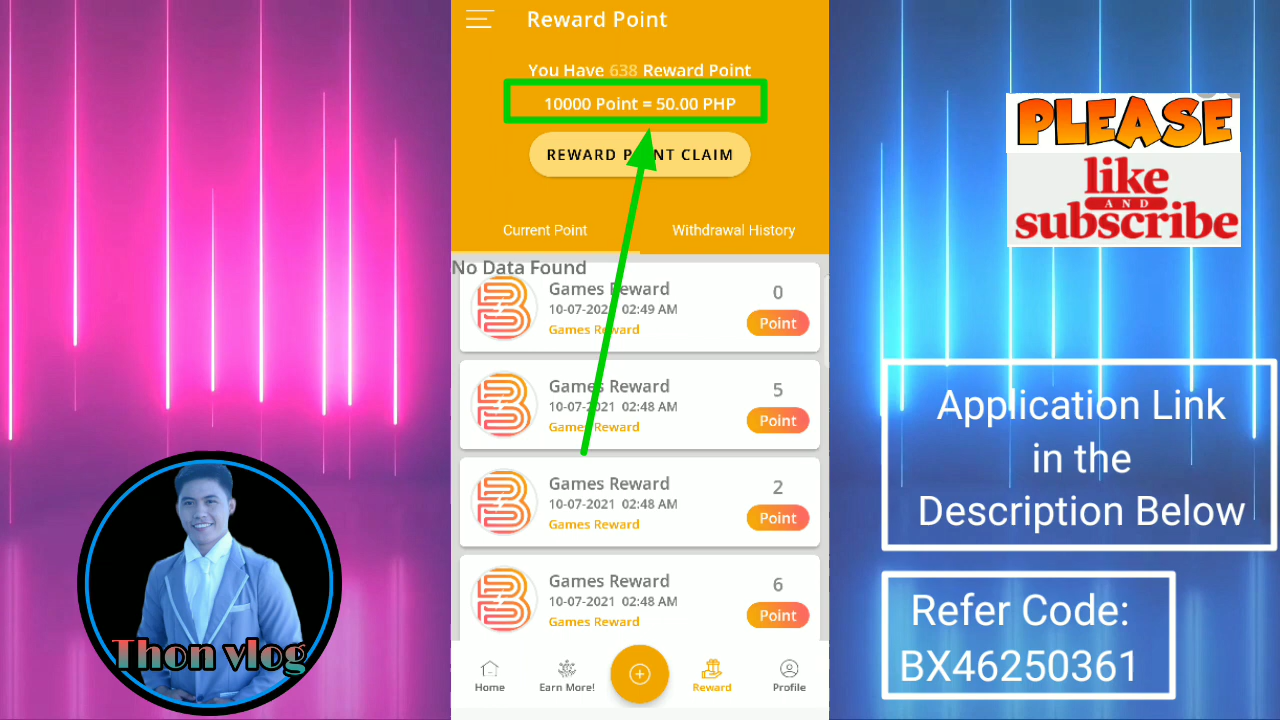 Reward Point
You Have 638 Reward Point
10000 Point = 50.00 PHP
REWARD POINT CLAIM
Current Point
Withdrawal History
No Data Found
Games Reward
10-07-2021 02:49 AM
Games Reward
0
Point
Games Reward
10-07-2021 02:48 AM
Games Reward
5
Point
Games Reward
10-07-2021 02:48 AM
Games Reward
2
Point
Games Reward
10-07-2021 02:48 AM
Games Reward
6
Point
Home
Earn More!
Reward
Profile
Thon vlog
PLEASE
like
AND
subscribe
Application Link
in the
Description Below
Refer Code:
BX46250361